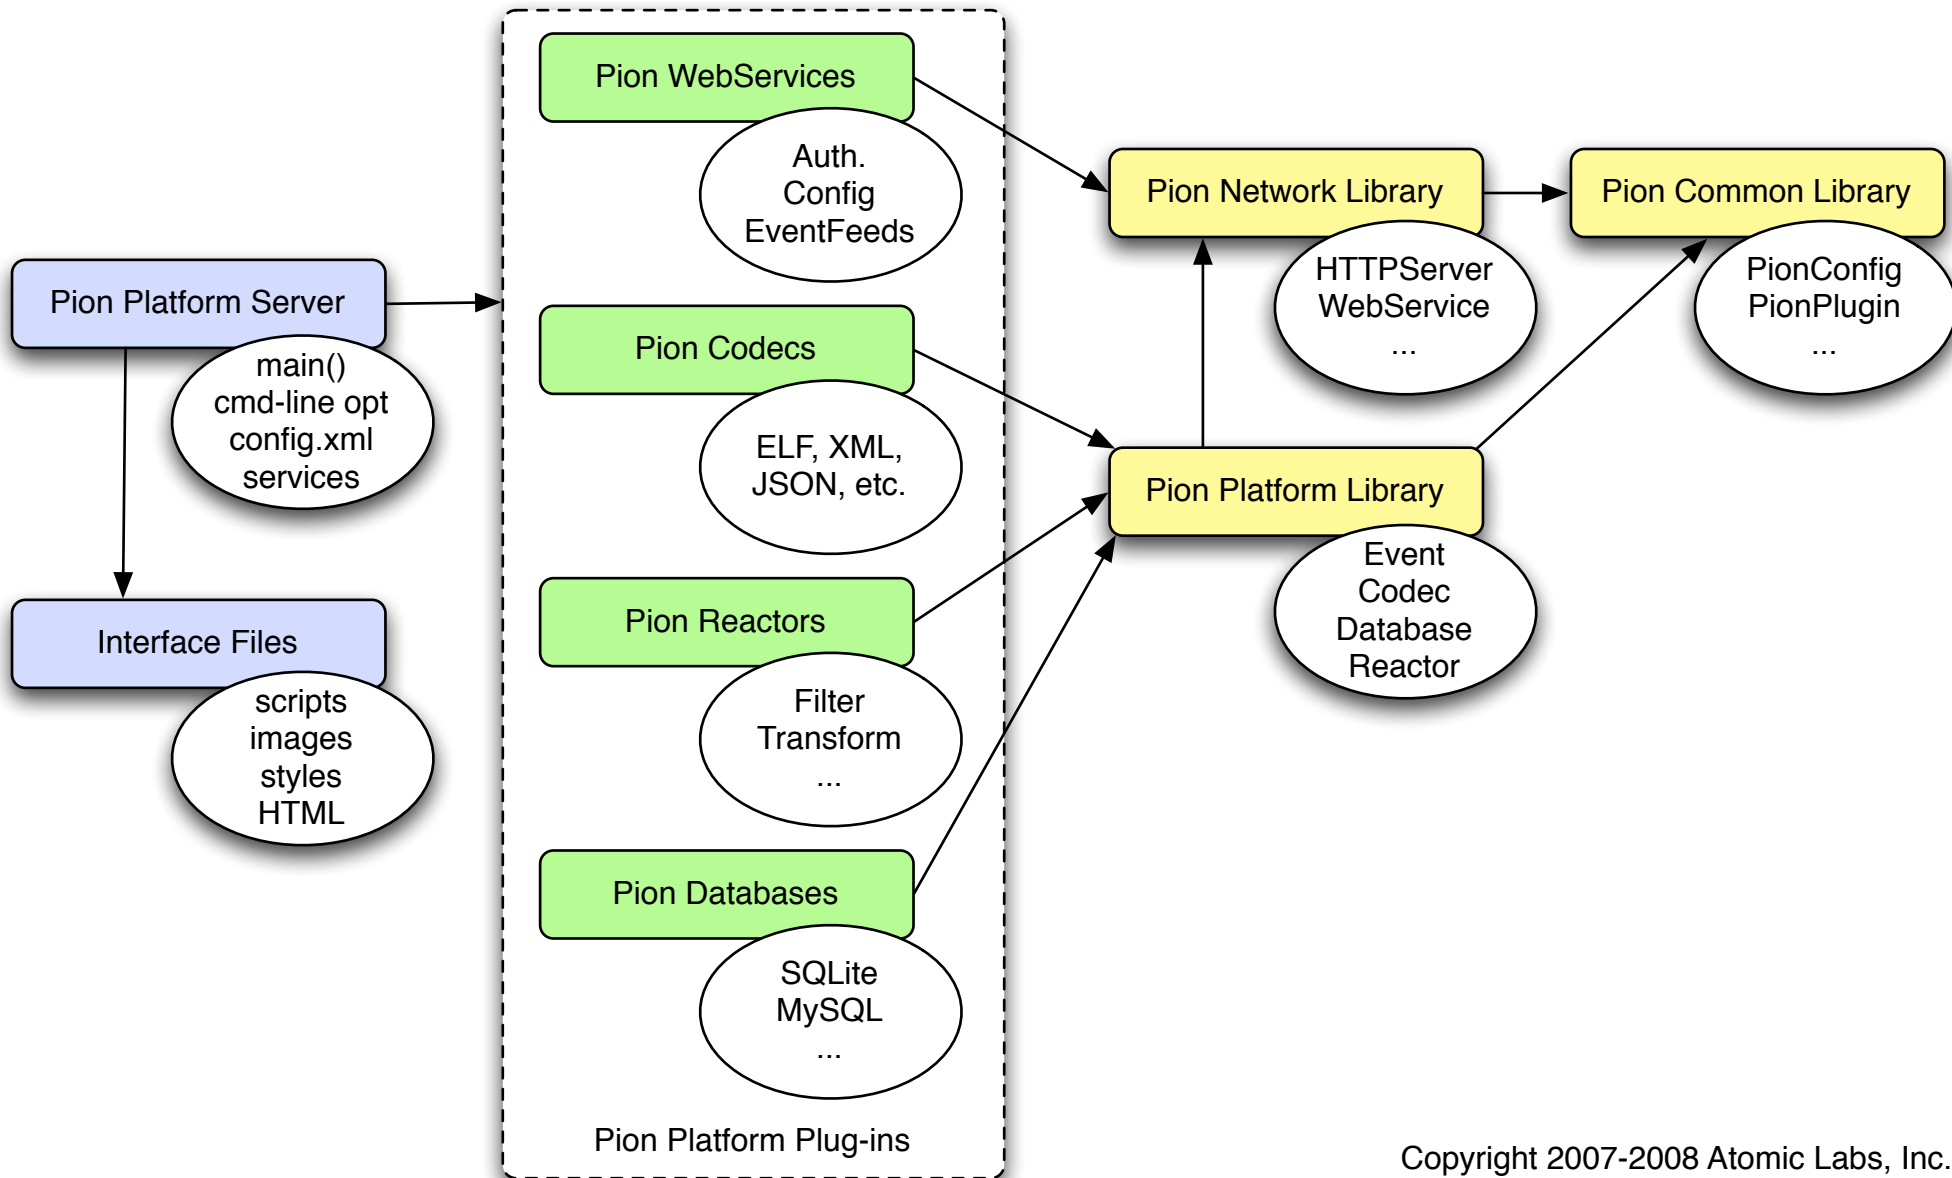 Pion Platform Server
main()
cmd-line opt
config.xml
services
Interface Files
scripts
images
styles
HTML
Pion WebServices
Auth.
Config
EventFeeds
Pion Codecs
ELF, XML,
JSON, etc.
Pion Reactors
Filter
Transform
...
Pion Databases
SQLite
MySQL
...
Pion Platform Plug-ins
Pion Network Library
HTTPServer
WebService
...
Pion Common Library
PionConfig
PionPlugin
...
Pion Platform Library
Event
Codec
Database
Reactor
Copyright 2007-2008 Atomic Labs, Inc.